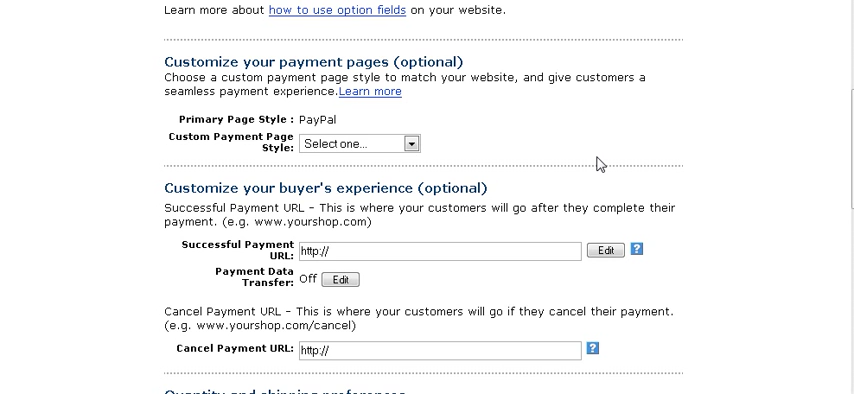 Learn more about how to use option fields on your website.
Customize your payment pages (optional)
Choose a custom payment page style to match your website, and give customers a
seamless payment experience.Learn more
Primary Page Style : PayPal
Custom Payment Page
Style: Select one...
Customize your buyer's experience (optional)
Successful Payment URL - This is where your customers will go after they complete their
payment. (e.g. www.yourshop.com)
Successful Payment
URL: http:// Edit ?
Payment Data
Transfer: Off Edit
Cancel Payment URL - This is where your customers will go if they cancel their payment.
(e.g. www.yourshop.com/cancel)
Cancel Payment URL: http:// ?
Quantity and shipping preferences